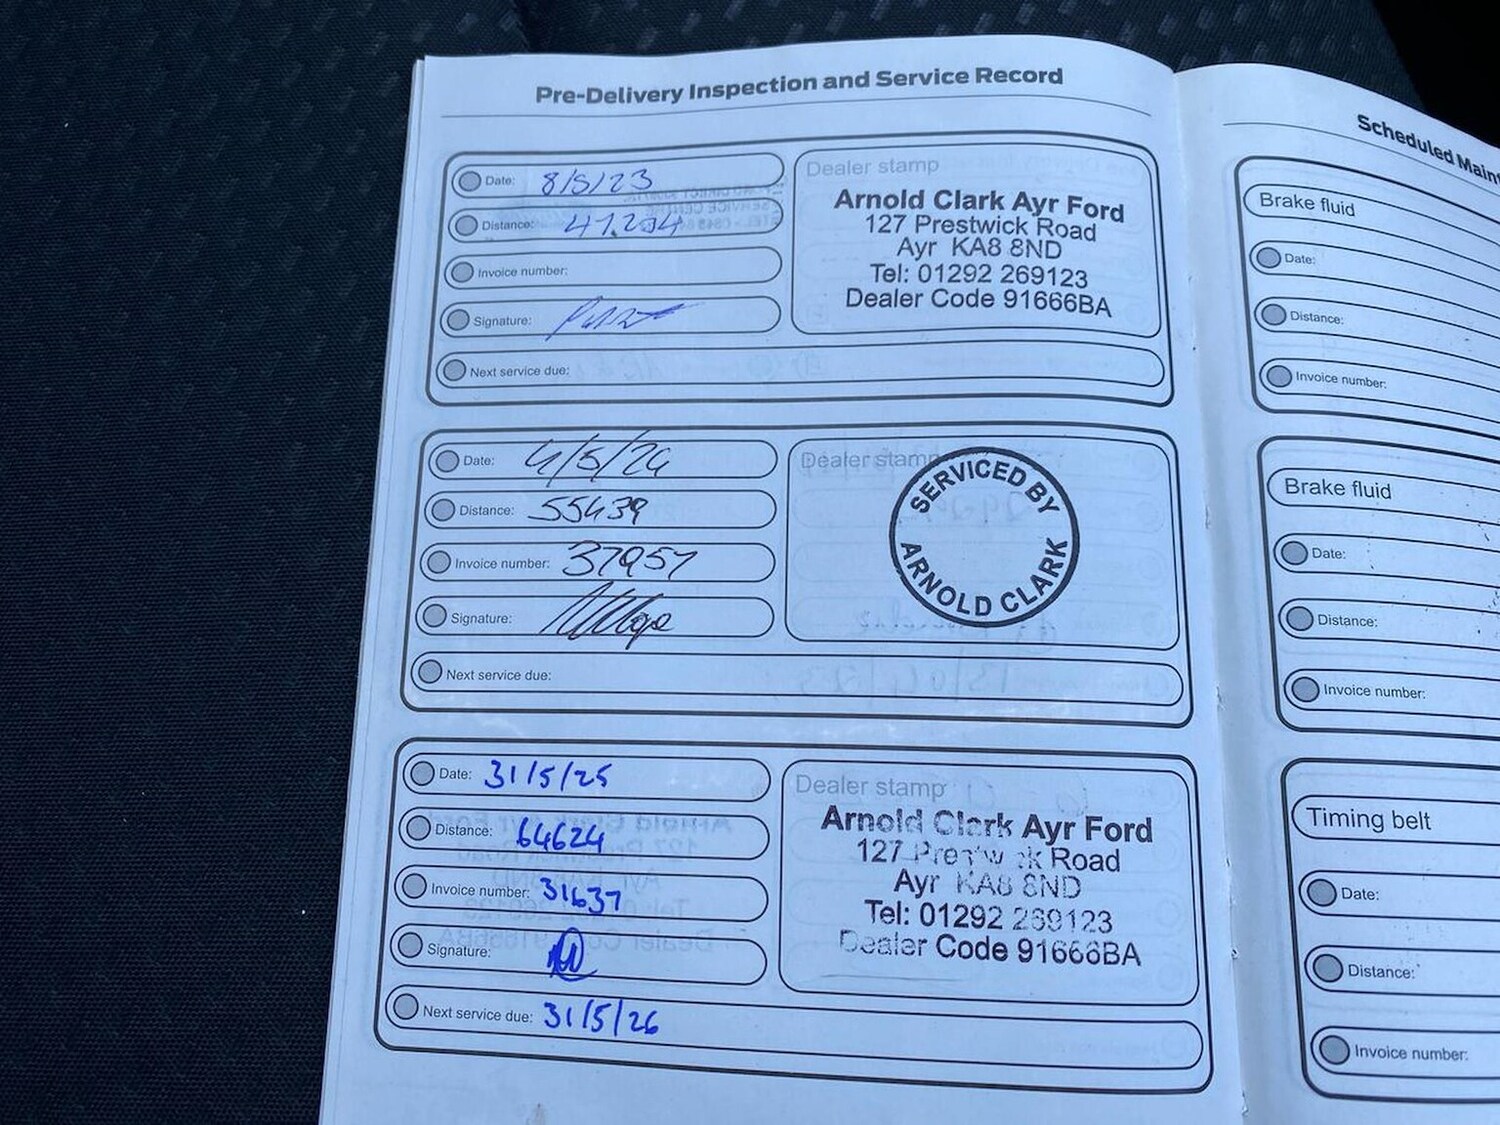 Pre-Delivery Inspection and Service Record
Date: 8/5/23
Distance: 47.234
Invoice number:
Signature:
Next service due:
Dealer stamp
Arnold Clark Ayr Ford
127 Prestwick Road
Ayr KA8 8ND
Tel: 01292 269123
Dealer Code 91666BA
Date: 4/5/24
Distance: 55439
Invoice number: 37957
Signature:
Next service due:
Dealer stamp
SERVICED BY
ARNOLD CLARK
Date: 31/5/25
Distance: 64624
Invoice number: 31637
Signature:
Next service due: 31/5/26
Dealer stamp
Arnold Clark Ayr Ford
127 Prestwick Road
Ayr KA8 8ND
Tel: 01292 269123
Dealer Code 91666BA
Scheduled
Brake fluid
Date:
Distance:
Invoice number:
Brake fluid
Date:
Distance:
Invoice number:
Timing belt
Date:
Distance:
Invoice number: